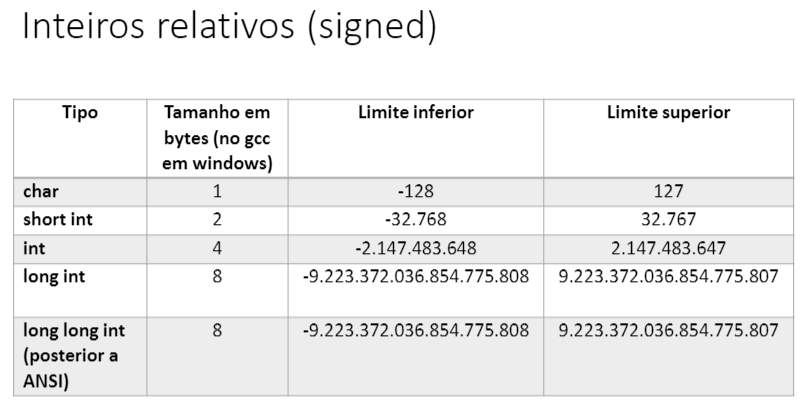 Inteiros relativos (signed)
Tipo Tamanho em Limite inferior Limite superior
bytes (no gcc
em windows)
char 1 -128 127
short int 2 -32.768 32.767
int 4 -2.147.483.648 2.147.483.647
long int 8 -9.223.372.036.854.775.808 9.223.372.036.854.775.807
long long int 8 -9.223.372.036.854.775.808 9.223.372.036.854.775.807
(posterior a
ANSI)